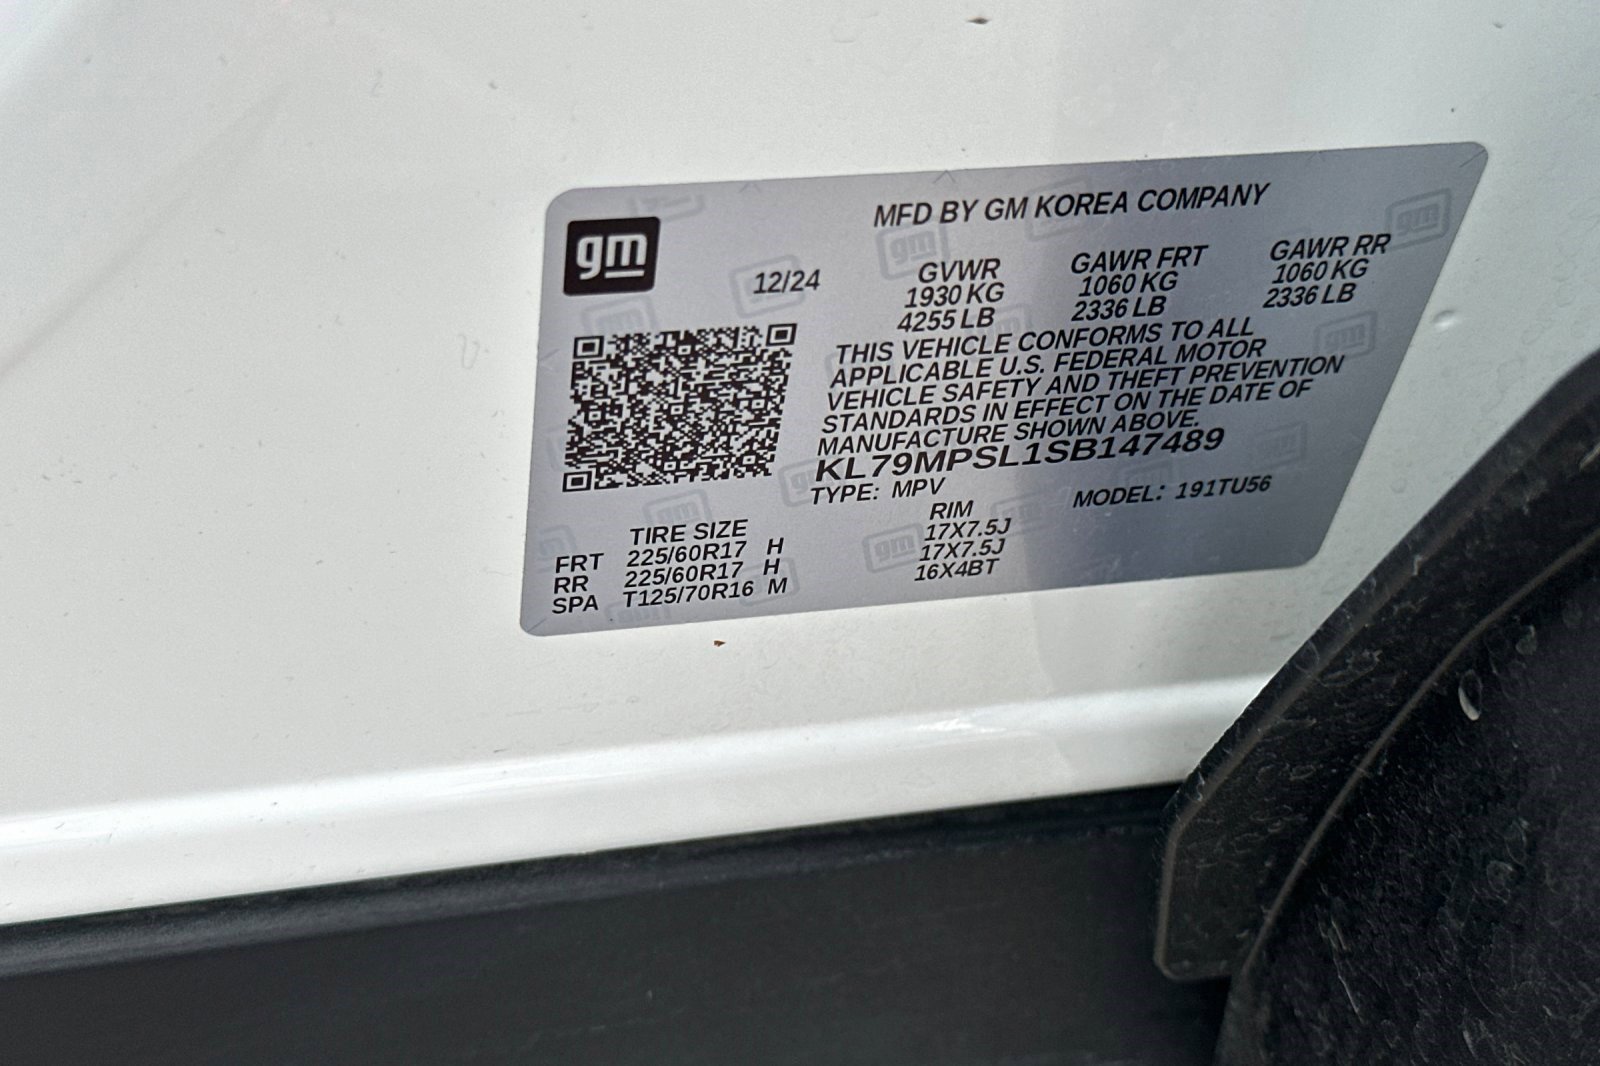 MFD BY GM KOREA COMPANY
gm
12/24
GVWR GAWR FRT GAWR RR
1930 KG 1060 KG 1060 KG
4255 LB 2336 LB 2336 LB
THIS VEHICLE CONFORMS TO ALL
APPLICABLE U.S. FEDERAL MOTOR
VEHICLE SAFETY AND THEFT PREVENTION
STANDARDS IN EFFECT ON THE DATE OF
MANUFACTURE SHOWN ABOVE.
KL79MPSL1SB147489
TYPE: MPV MODEL: 191TU56
TIRE SIZE RIM
FRT 225/60R17 H 17X7.5J
RR 225/60R17 H 17X7.5J
SPA T125/70R16 M 16X4BT